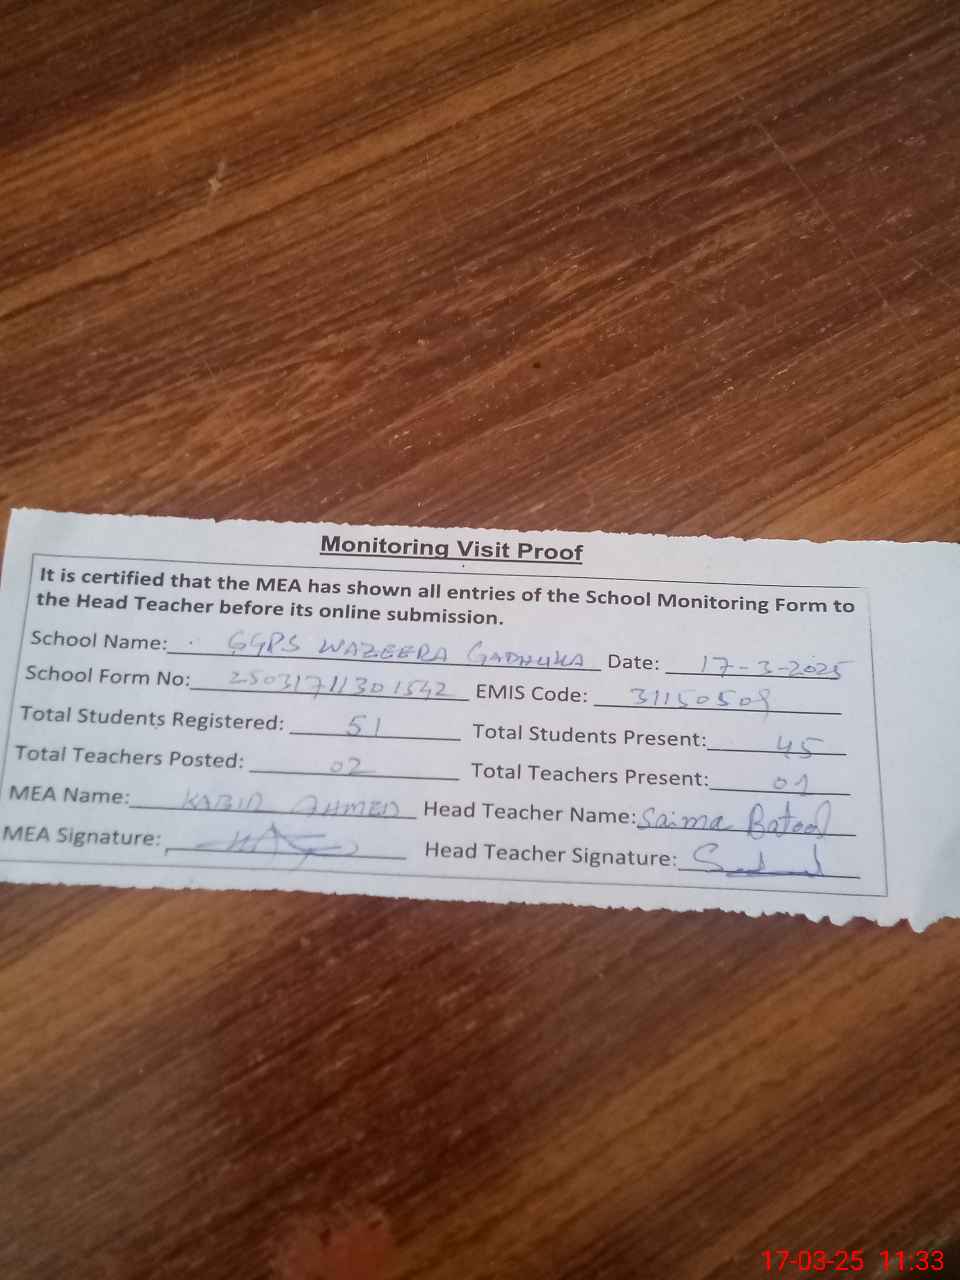 Monitoring Visit Proof
It is certified that the MEA has shown all entries of the School Monitoring Form to
the Head Teacher before its online submission.
School Name: GGPS WAZEERA GADHUKA Date: 17-3-2025
School Form No: 25031711301542 EMIS Code: 31150509
Total Students Registered: 51 Total Students Present: 45
Total Teachers Posted: 02 Total Teachers Present: 01
MEA Name: KABIR AHMED Head Teacher Name: Saima Batool
MEA Signature: Head Teacher Signature:
17-03-25 11:33